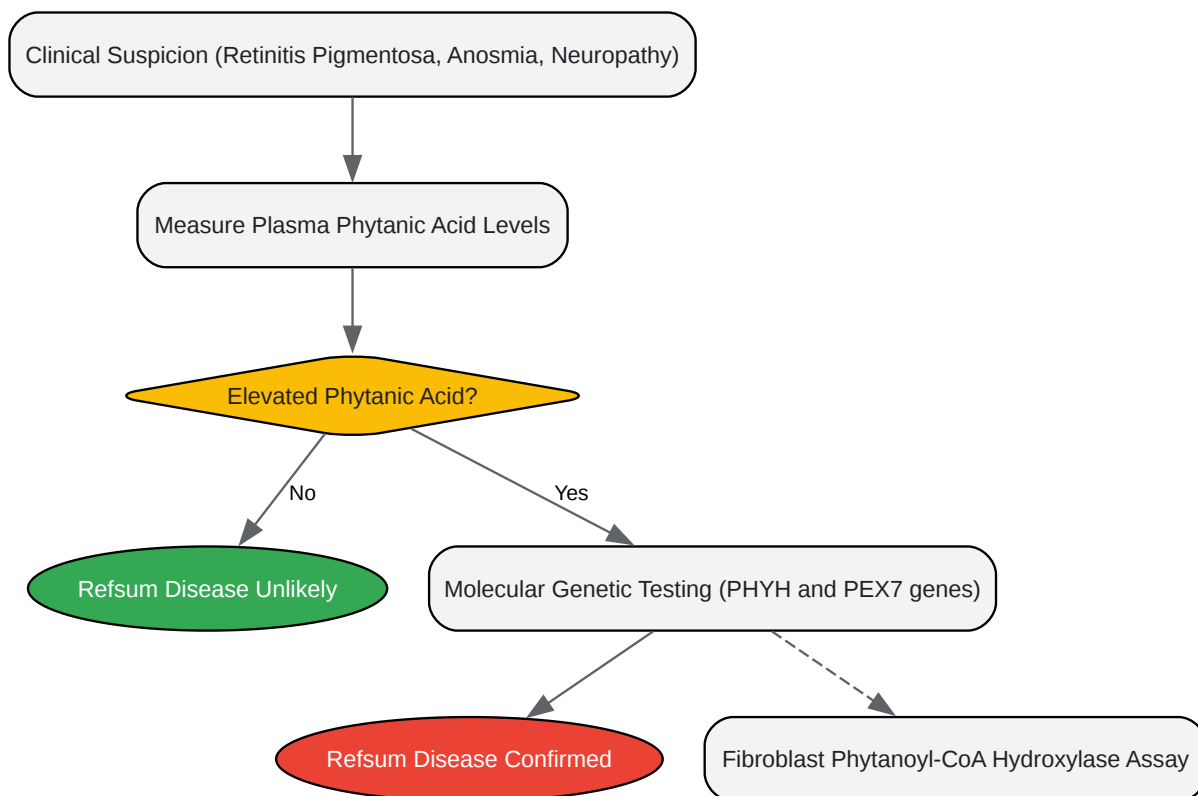 Clinical Suspicion (Retinitis Pigmentosa, Anosmia, Neuropathy)
Measure Plasma Phytanic Acid Levels
Elevated Phytanic Acid?
No
Yes
Refsum Disease Unlikely
Molecular Genetic Testing (PHYH and PEX7 genes)
Refsum Disease Confirmed
Fibroblast Phytanoyl-CoA Hydroxylase Assay